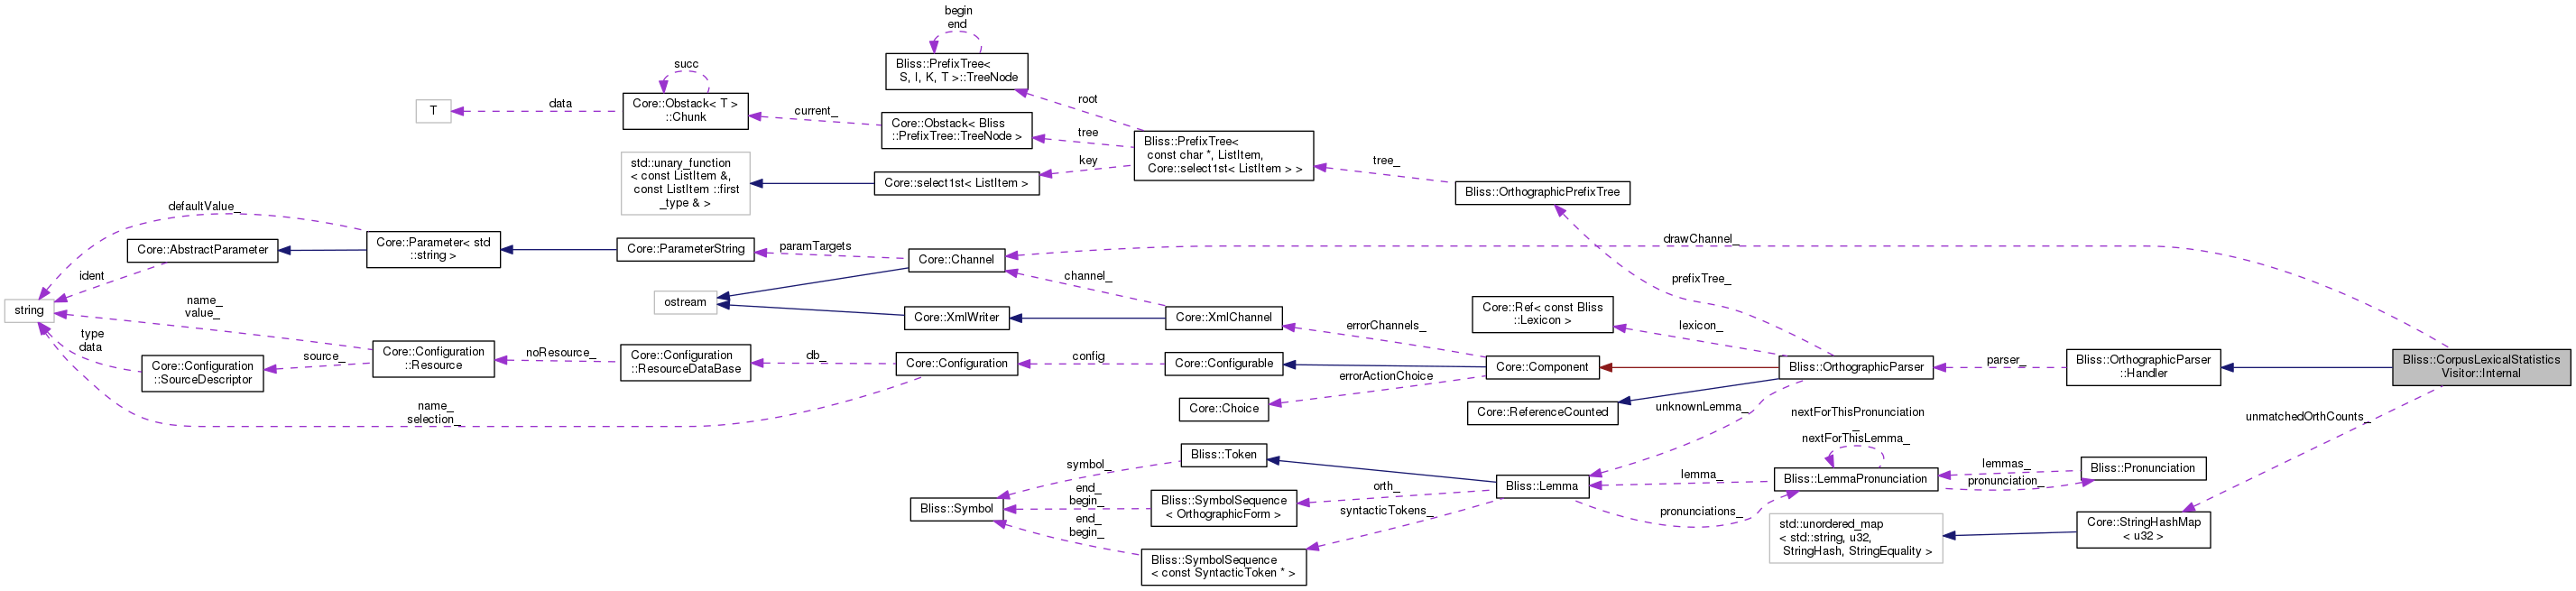 begin
end
Bliss::PrefixTree<
S, I, K, T >::TreeNode
succ
Core::Obstack< T >
::Chunk
data
T
current_
Core::Obstack< Bliss
::PrefixTree::TreeNode >
root
tree
key
Bliss::PrefixTree<
const char *, ListItem,
Core::select1st< ListItem > >
tree_
std::unary_function
< const ListItem &,
const ListItem ::first
_type & >
Core::select1st< ListItem >
Bliss::OrthographicPrefixTree
defaultValue_
Core::AbstractParameter
Core::Parameter< std
::string >
Core::ParameterString
paramTargets
Core::Channel
drawChannel_
ident
channel_
prefixTree_
string
name_
value_
ostream
Core::XmlWriter
Core::XmlChannel
errorChannels_
Core::Ref< const Bliss
::Lexicon >
lexicon_
type
data
Core::Configuration
::SourceDescriptor
source_
Core::Configuration
::Resource
noResource_
Core::Configuration
::ResourceDataBase
db_
Core::Configuration
config
Core::Configurable
errorActionChoice
Core::Component
Bliss::OrthographicParser
parser_
Bliss::OrthographicParser
::Handler
Bliss::CorpusLexicalStatistics
Visitor::Internal
name_
selection_
Core::Choice
Core::ReferenceCounted
unknownLemma_
nextForThisPronunciation
_
nextForThisLemma_
unmatchedOrthCounts_
Bliss::Token
symbol_
end_
begin_
Bliss::Symbol
Bliss::SymbolSequence
< OrthographicForm >
orth_
syntacticTokens_
Bliss::Lemma
lemma_
pronunciations_
Bliss::LemmaPronunciation
lemmas_
pronunciation_
Bliss::Pronunciation
end_
begin_
Bliss::SymbolSequence
< const SyntacticToken * >
std::unordered_map
< std::string, u32,
StringHash, StringEquality >
Core::StringHashMap
< u32 >